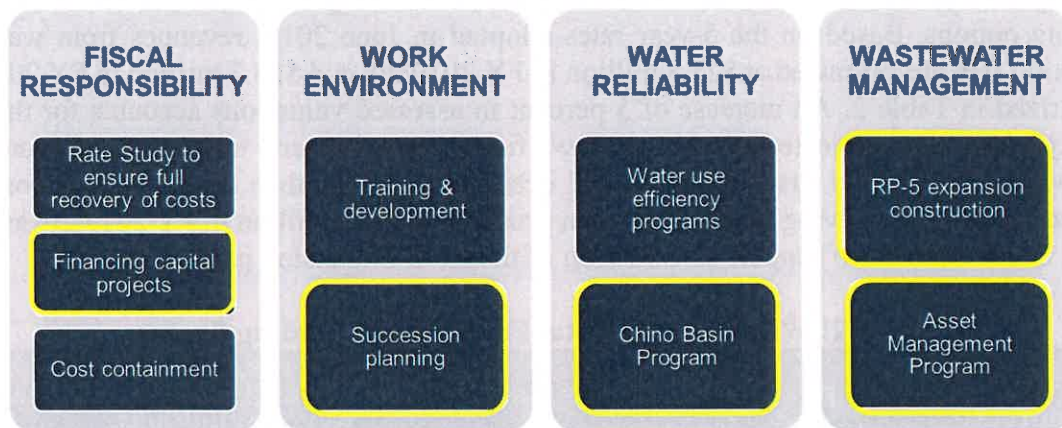 FISCAL
RESPONSIBILITY
Rate Study to
ensure full
recovery of costs
Financing capital
projects
Cost containment
WORK
ENVIRONMENT
Training &
development
Succession
planning
WATER
RELIABILITY
Water use
efficiency
programs
Chino Basin
Program
WASTEWATER
MANAGEMENT
RP-5 expansion
construction
Asset
Management
Program